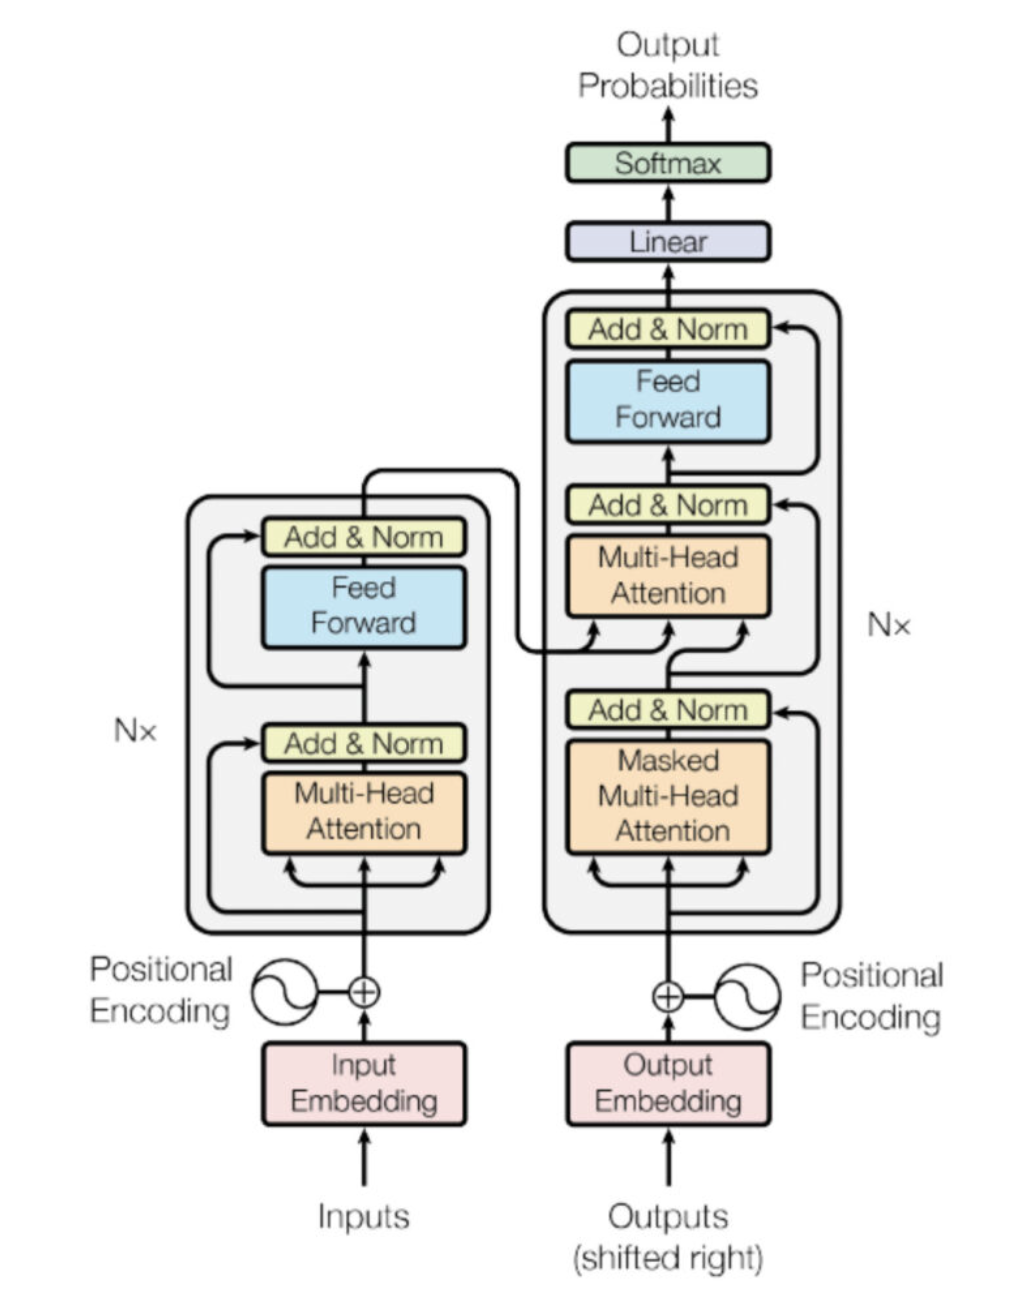 Output
Probabilities
Softmax
Linear
Add & Norm
Feed
Forward
Add & Norm
Multi-Head
Attention
Nx
Add & Norm
Masked
Multi-Head
Attention
Add & Norm
Feed
Forward
Nx
Add & Norm
Multi-Head
Attention
Positional
Encoding
Positional
Encoding
Input
Embedding
Output
Embedding
Inputs
Outputs
(shifted right)